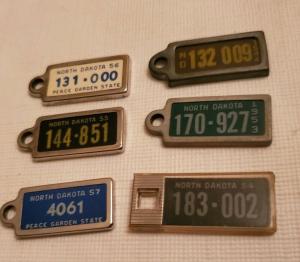 NORTH DAKOTA 56
131•000
PEACE GARDEN STATE
132 009
NORTH DAKOTA 55
144•851
NORTH DAKOTA 1953
170•927
NORTH DAKOTA 57
4061
PEACE GARDEN STATE
NORTH DAKOTA 54
183-002